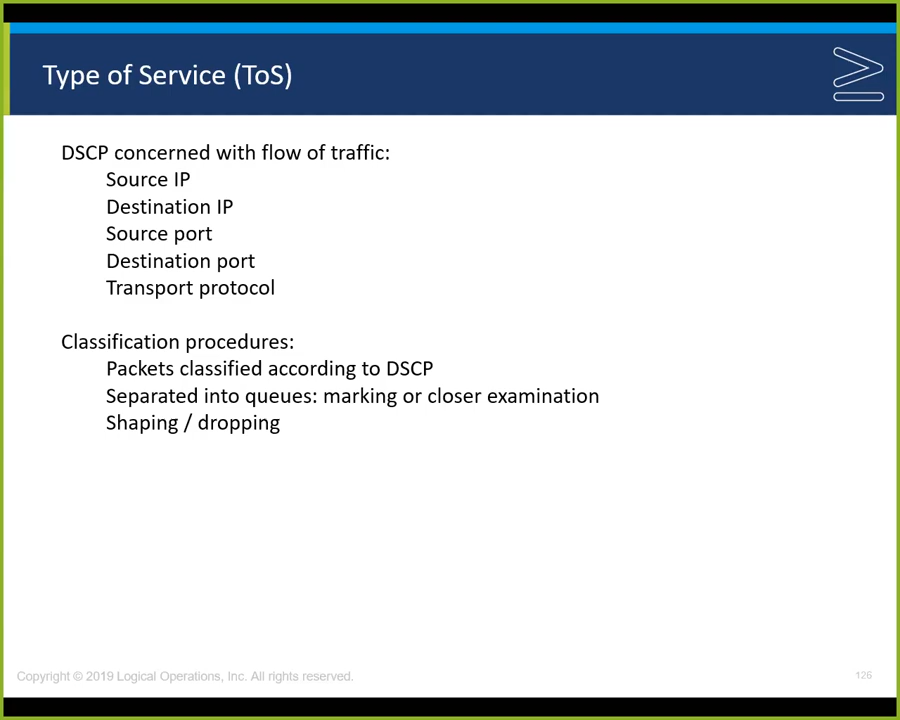 Type of Service (ToS)
DSCP concerned with flow of traffic:
Source IP
Destination IP
Source port
Destination port
Transport protocol
Classification procedures:
Packets classified according to DSCP
Separated into queues: marking or closer examination
Shaping / dropping
Copyright © 2019 Logical Operations, Inc. All rights reserved.
126